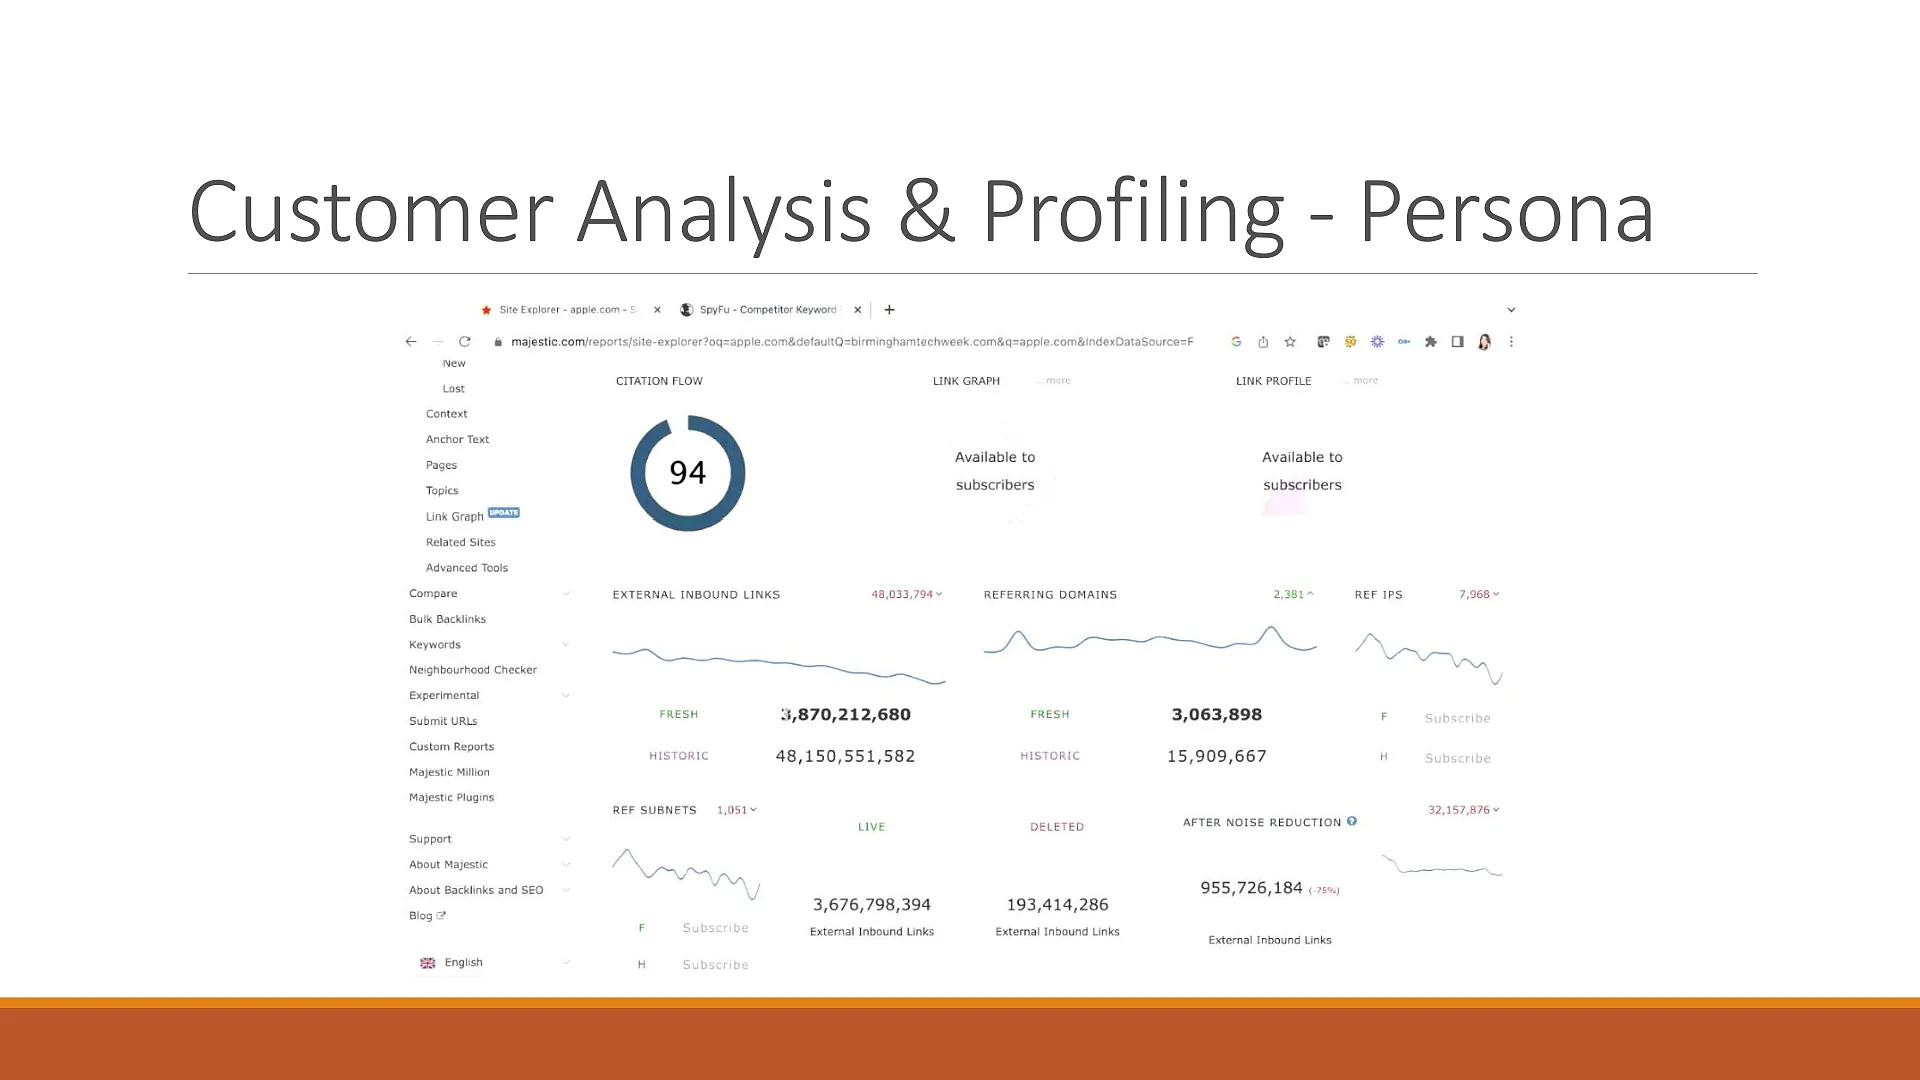 Customer Analysis & Profiling - Persona
Site Explorer - apple.com - S
SpyFu - Competitor Keyword
majestic.com/reports/site-explorer?oq=apple.com&defaultQ=birminghamtechweek.com&q=apple.com&IndexDataSource=F
New
Lost
Context
Anchor Text
Pages
Topics
Link Graph UPDATE
Related Sites
Advanced Tools
Compare
Bulk Backlinks
Keywords
Neighbourhood Checker
Experimental
Submit URLs
Custom Reports
Majestic Million
Majestic Plugins
Support
About Majestic
About Backlinks and SEO
Blog
English
CITATION FLOW
94
LINK GRAPH ... more
Available to
subscribers
LINK PROFILE ... more
Available to
subscribers
EXTERNAL INBOUND LINKS 48,033,794
FRESH 3,870,212,680
HISTORIC 48,150,551,582
REFERRING DOMAINS 2,381
FRESH 3,063,898
HISTORIC 15,909,667
REF IPS 7,968
F Subscribe
H Subscribe
REF SUBNETS 1,051
F Subscribe
H Subscribe
LIVE
3,676,798,394
External Inbound Links
DELETED
193,414,286
External Inbound Links
AFTER NOISE REDUCTION ?
32,157,876
955,726,184 (-75%)
External Inbound Links